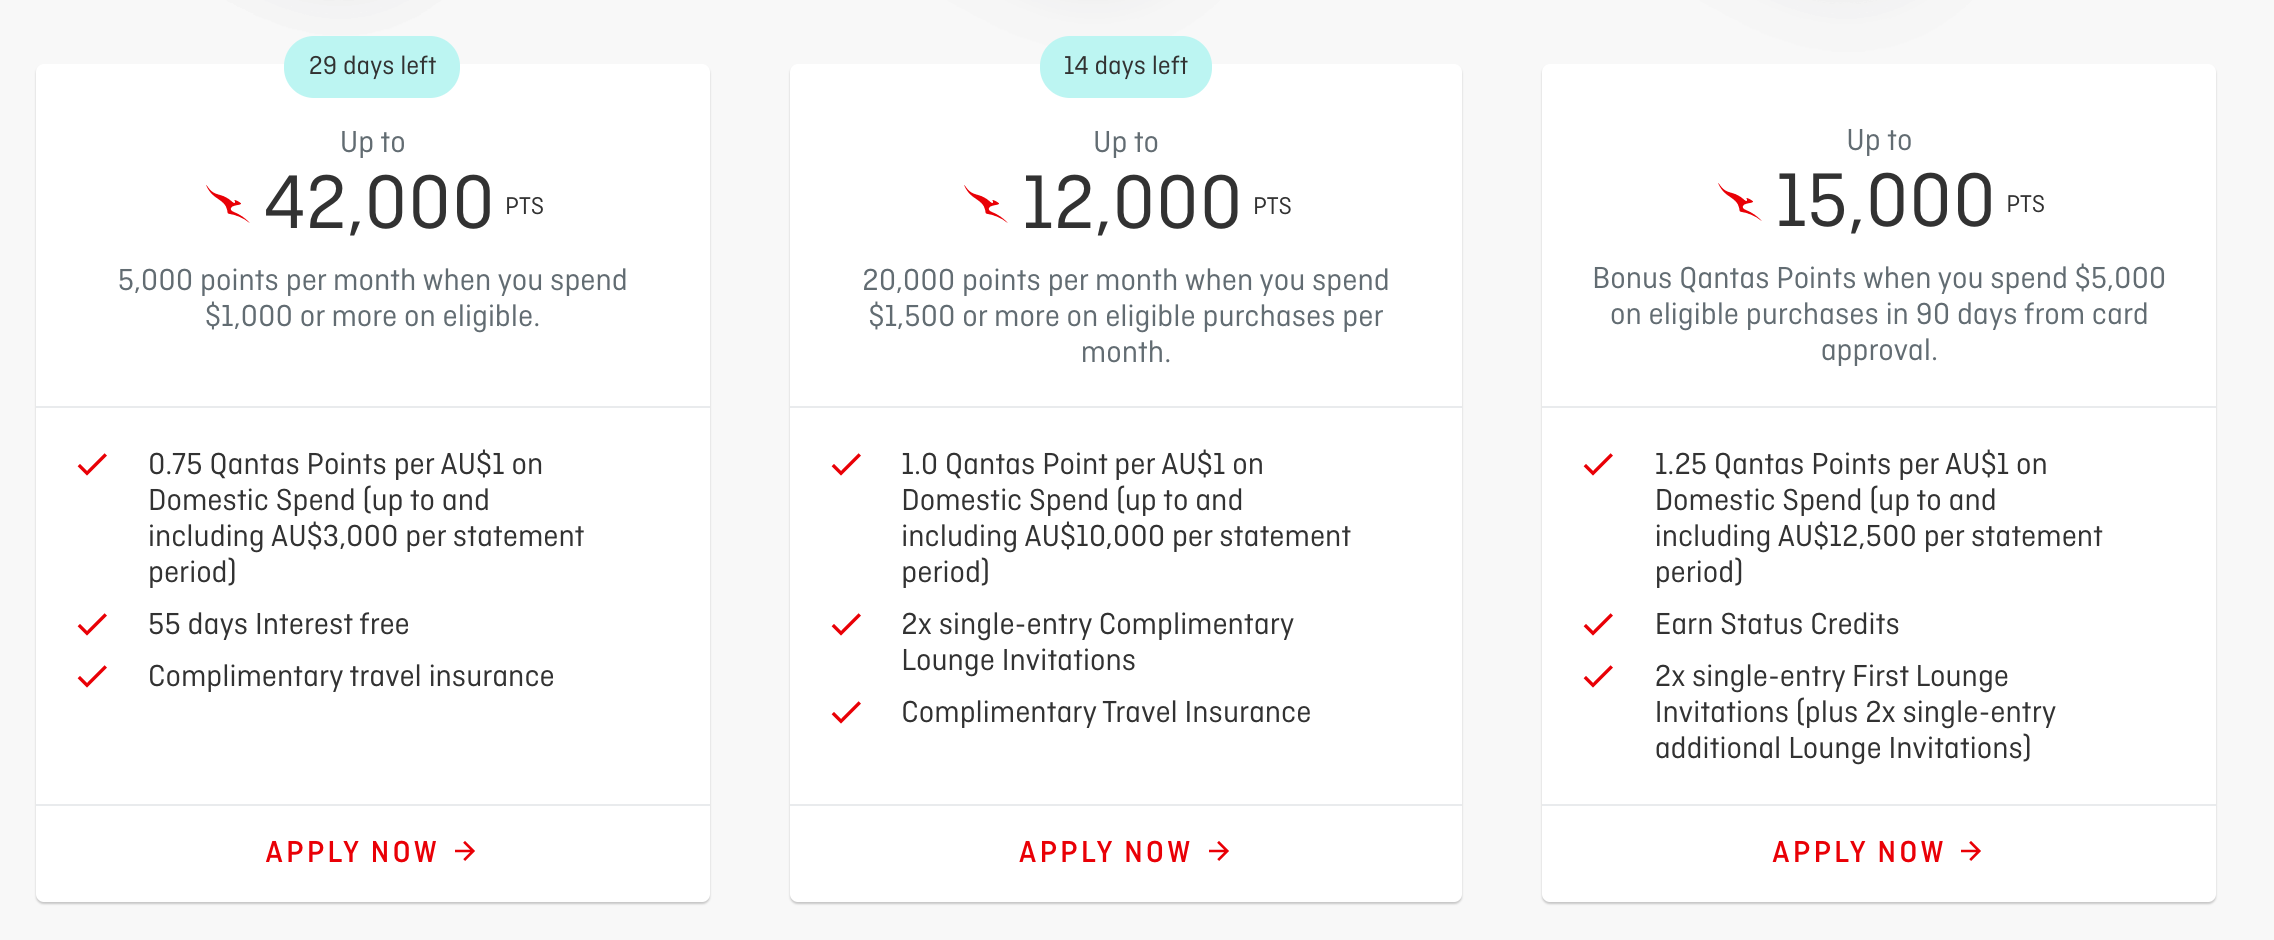 29 days left
Up to
42,000 PTS
5,000 points per month when you spend
$1,000 or more on eligible.
0.75 Qantas Points per AU$1 on
Domestic Spend (up to and
including AU$3,000 per statement
period)
55 days Interest free
Complimentary travel insurance
APPLY NOW →
14 days left
Up to
12,000 PTS
20,000 points per month when you spend
$1,500 or more on eligible purchases per
month.
1.0 Qantas Point per AU$1 on
Domestic Spend (up to and
including AU$10,000 per statement
period)
2x single-entry Complimentary
Lounge Invitations
Complimentary Travel Insurance
APPLY NOW →
Up to
15,000 PTS
Bonus Qantas Points when you spend $5,000
on eligible purchases in 90 days from card
approval.
1.25 Qantas Points per AU$1 on
Domestic Spend (up to and
including AU$12,500 per statement
period)
Earn Status Credits
2x single-entry First Lounge
Invitations (plus 2x single-entry
additional Lounge Invitations)
APPLY NOW →